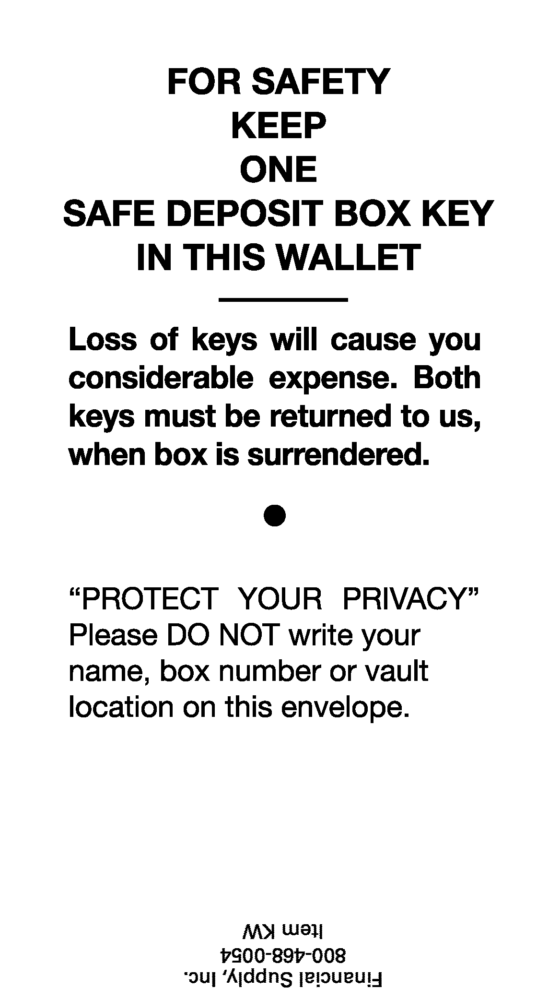 FOR SAFETY
KEEP
ONE
SAFE DEPOSIT BOX KEY
IN THIS WALLET
Loss of keys will cause you
considerable expense. Both
keys must be returned to us,
when box is surrendered.
“PROTECT YOUR PRIVACY”
Please DO NOT write your
name, box number or vault
location on this envelope.
Financial Supply, Inc.
800-468-0054
Item KW